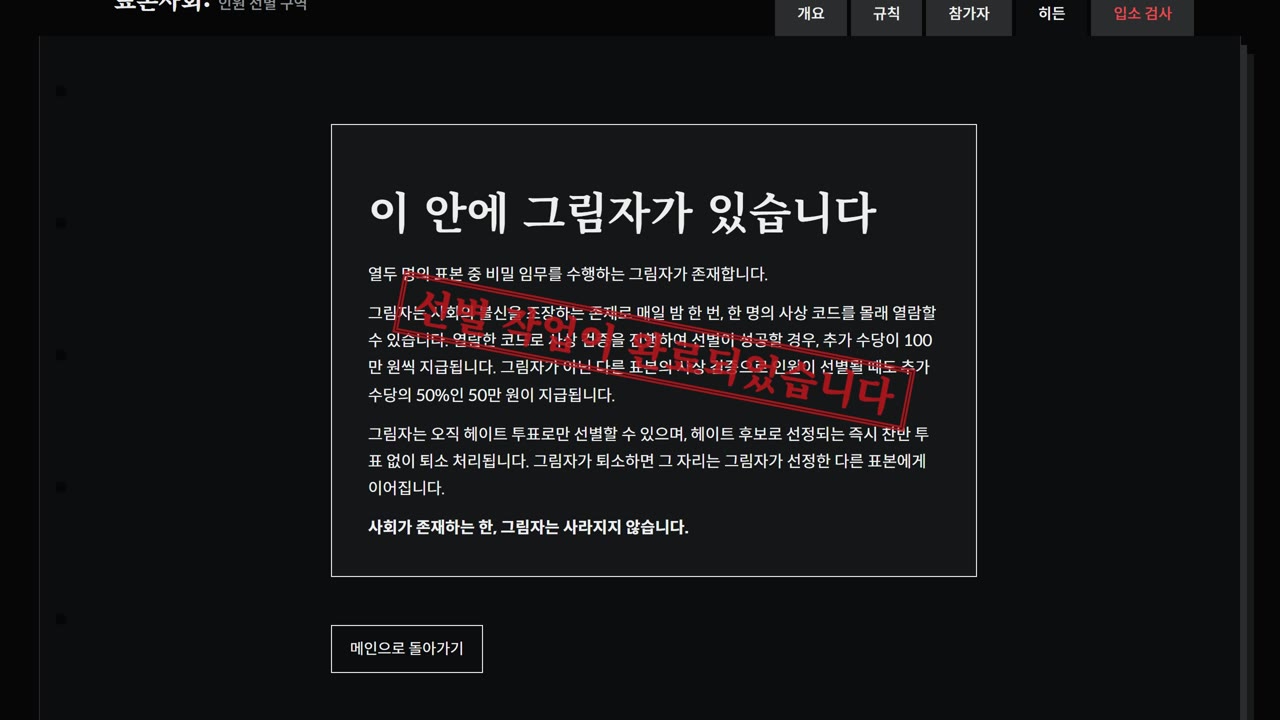 표본사회: 인원 선별 구역
개요 규칙 참가자 히든 입소 검사
이 안에 그림자가 있습니다
열두 명의 표본 중 비밀 임무를 수행하는 그림자가 존재합니다.
그림자는 사회의 불신을 조장하는 존재로 매일 밤 한 번, 한 명의 사상 코드를 몰래 열람할
수 있습니다. 열람한 코드로 사상 검증을 진행하여 선별이 성공할 경우, 추가 수당이 100
만 원씩 지급됩니다. 그림자가 아닌 다른 표본의 사상 검증으로 인원이 선별될 때도 추가
수당의 50%인 50만 원이 지급됩니다.
선별 작업이 완료되었습니다
그림자는 오직 헤이트 투표로만 선별할 수 있으며, 헤이트 후보로 선정되는 즉시 찬반 투
표 없이 퇴소 처리됩니다. 그림자가 퇴소하면 그 자리는 그림자가 선정한 다른 표본에게
이어집니다.
사회가 존재하는 한, 그림자는 사라지지 않습니다.
메인으로 돌아가기